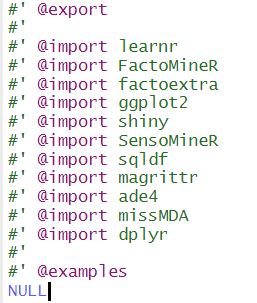 #' @export
#'
#' @import learnr
#' @import FactoMineR
#' @import factoextra
#' @import ggplot2
#' @import shiny
#' @import SensoMineR
#' @import sqldf
#' @import magrittr
#' @import ade4
#' @import missMDA
#' @import dplyr
#'
#' @examples
NULL